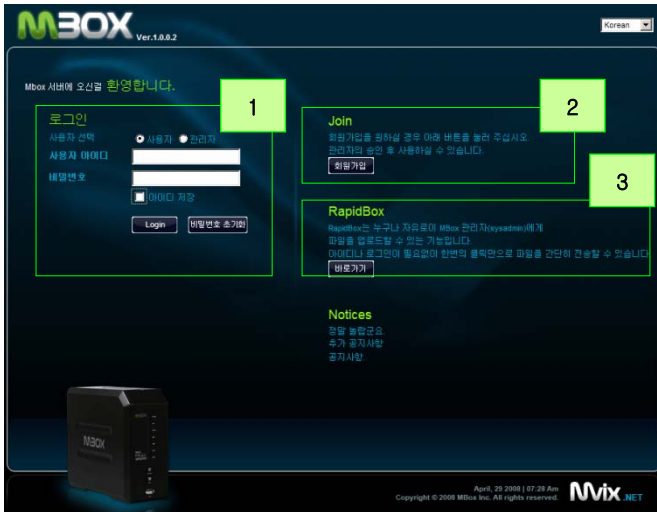 MBOX Ver.1.0.0.2
Korean
Mbox 서버에 오신걸 환영합니다.
1
로그인
사용자 선택 사용자 관리자
사용자 아이디
비밀번호
아이디 저장
Login 비밀번호 초기화
2
Join
회원가입을 원하실 경우 아래 버튼을 눌러 주십시오.
관리자의 승인 후 사용하실 수 있습니다.
회원가입
3
RapidBox
RapidBox는 누구나 자유로이 MBox 관리자(sysadmin)에게
파일을 업로드할 수 있는 기능입니다.
아이디나 로그인이 필요없이 한번의 클릭만으로 파일을 간단히 전송할 수 있습니다
바로가기
Notices
정말 놀랍군요.
추가 공지사항
공지사항
MBOX
April, 29 2008 | 07:28 Am
Copyright © 2008 MBox Inc. All rights reserved.
Mvix .NET